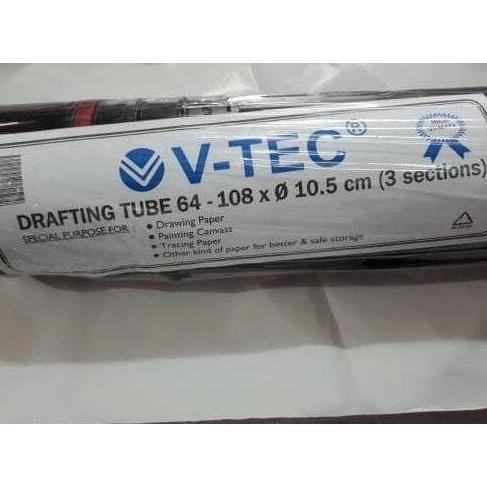 V-TEC®
DRAFTING TUBE 64 - 108 x Ø 10.5 cm (3 sections)
SPECIAL PURPOSE FOR :
• Drawing Paper
• Painting Canvast
• Tracing Paper
• Other kind of paper for better & safe storage